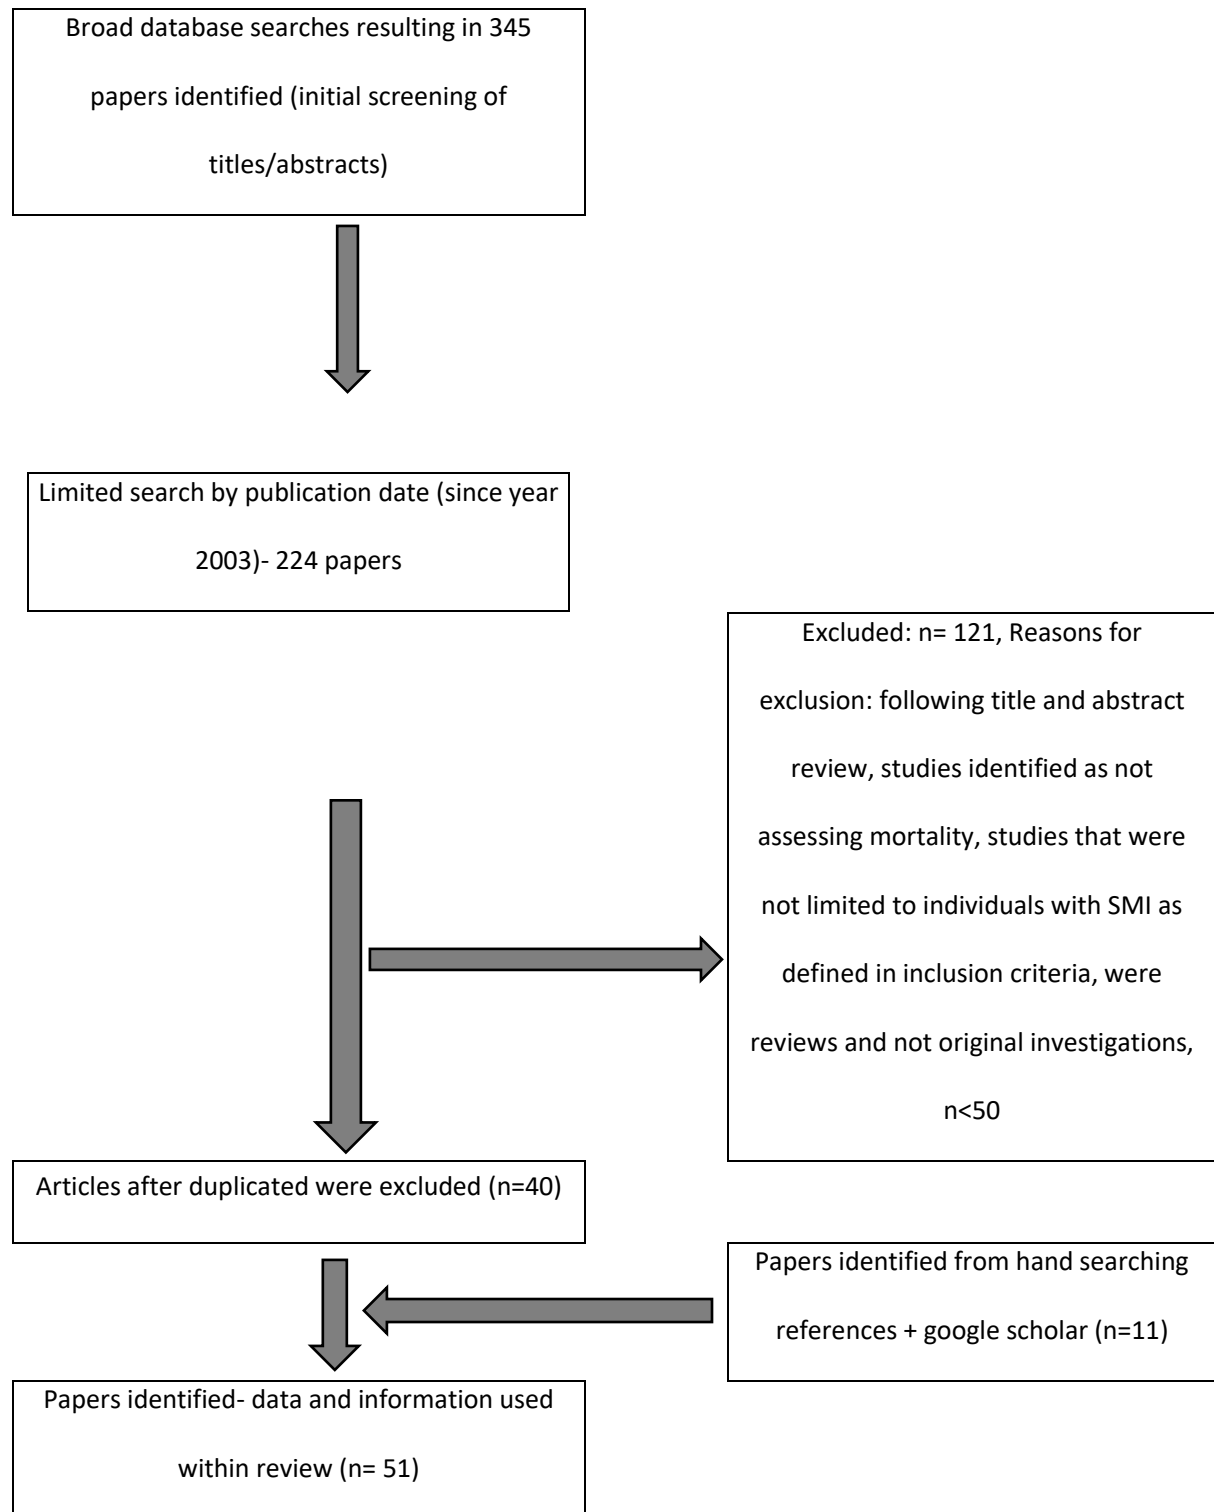 Broad database searches resulting in 345
papers identified (initial screening of
titles/abstracts)
Limited search by publication date (since year
2003)- 224 papers
Excluded: n= 121, Reasons for
exclusion: following title and abstract
review, studies identified as not
assessing mortality, studies that were
not limited to individuals with SMI as
defined in inclusion criteria, were
reviews and not original investigations,
n<50
Articles after duplicated were excluded (n=40)
Papers identified from hand searching
references + google scholar (n=11)
Papers identified- data and information used
within review (n= 51)